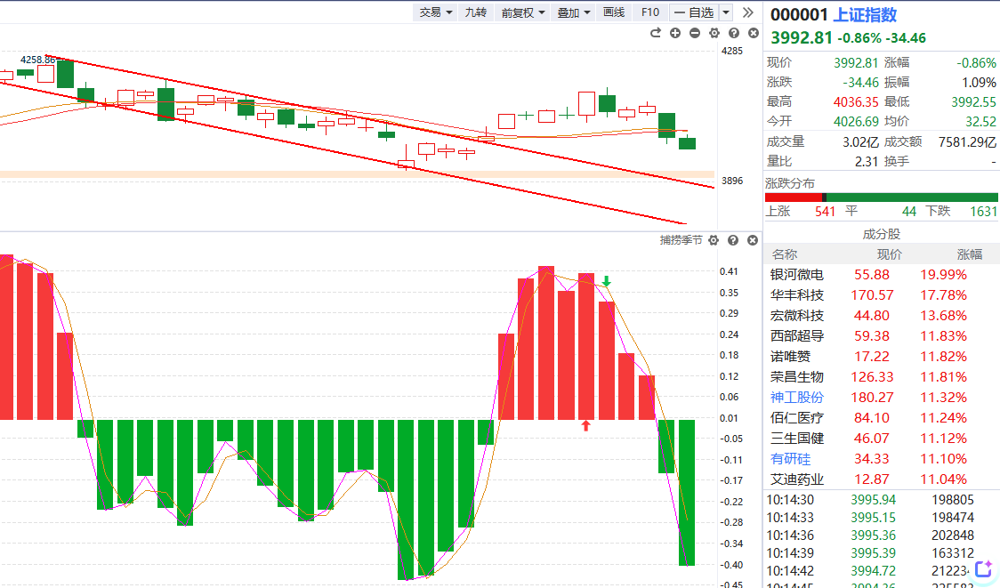 交易 九转 前复权 叠加 画线 F10 一自选
000001 上证指数
3992.81 -0.86% -34.46
4258.86
4285
3896
现价 3992.81 涨幅 -0.86%
涨跌 -34.46 振幅 1.09%
最高 4036.35 最低 3992.55
今开 4026.69 均价 32.52
成交量 3.02亿 成交额 7581.29亿
量比 2.31 换手 -
涨跌分布
上涨 541 平 44 下跌 1631
捕捞季节
0.41
0.35
0.29
0.24
0.18
0.12
0.06
0.01
-0.05
-0.11
-0.17
-0.22
-0.28
-0.34
-0.40
-0.45
成分股
名称 现价 涨幅
银河微电 55.88 19.99%
华丰科技 170.57 17.78%
宏微科技 44.80 13.68%
西部超导 59.38 11.83%
诺唯赞 17.22 11.82%
荣昌生物 126.33 11.81%
神工股份 180.27 11.32%
佰仁医疗 84.10 11.24%
三生国健 46.07 11.12%
有研硅 34.33 11.10%
艾迪药业 12.87 11.04%
10:14:30 3995.94 198805
10:14:33 3995.15 198474
10:14:36 3995.36 202848
10:14:39 3995.39 163312
10:14:42 3994.72 21223